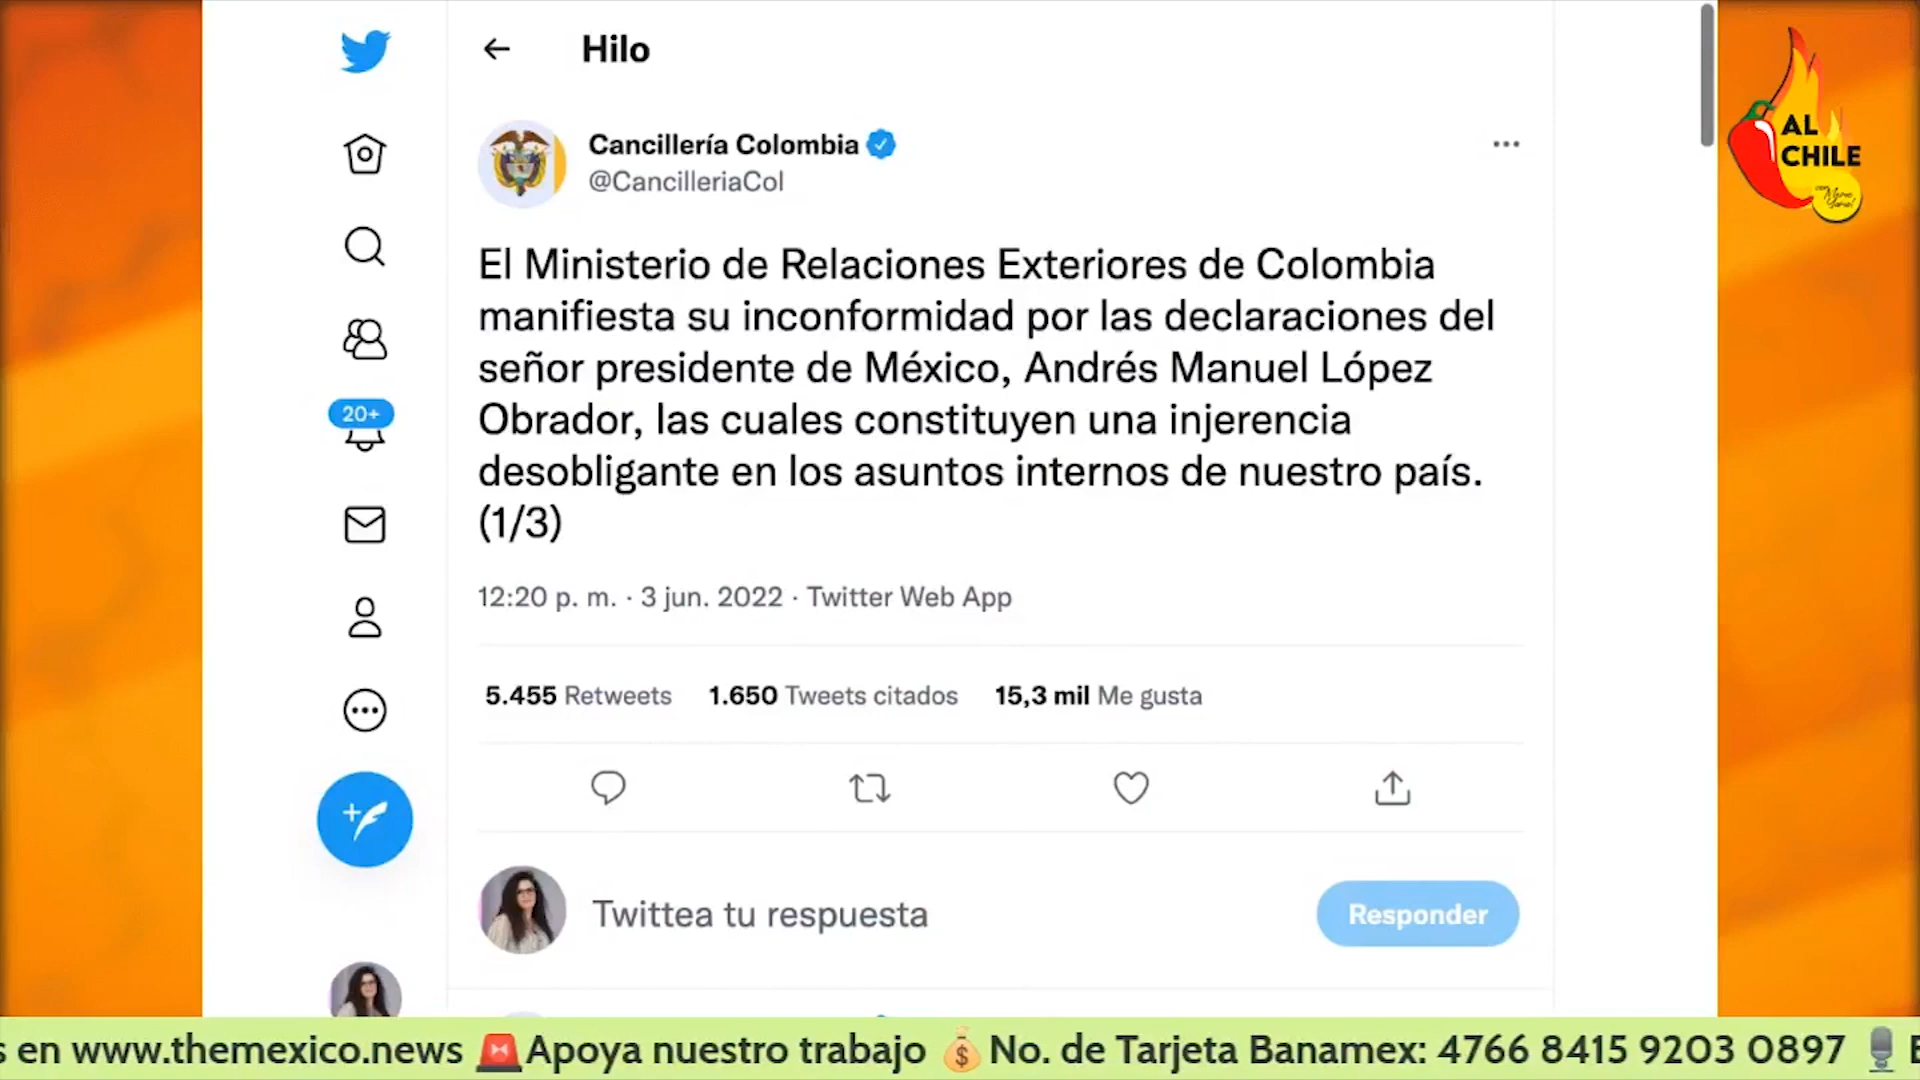 Hilo
Cancillería Colombia
@CancilleriaCol
AL
CHILE
El Ministerio de Relaciones Exteriores de Colombia
manifiesta su inconformidad por las declaraciones del
señor presidente de México, Andrés Manuel López
Obrador, las cuales constituyen una injerencia
desobligante en los asuntos internos de nuestro país.
(1/3)
20+
12:20 p. m. · 3 jun. 2022 · Twitter Web App
5.455 Retweets 1.650 Tweets citados 15,3 mil Me gusta
Twittea tu respuesta
Responder
s en www.themexico.news 🚨Apoya nuestro trabajo 💰No. de Tarjeta Banamex: 4766 8415 9203 0897 🎙️ E